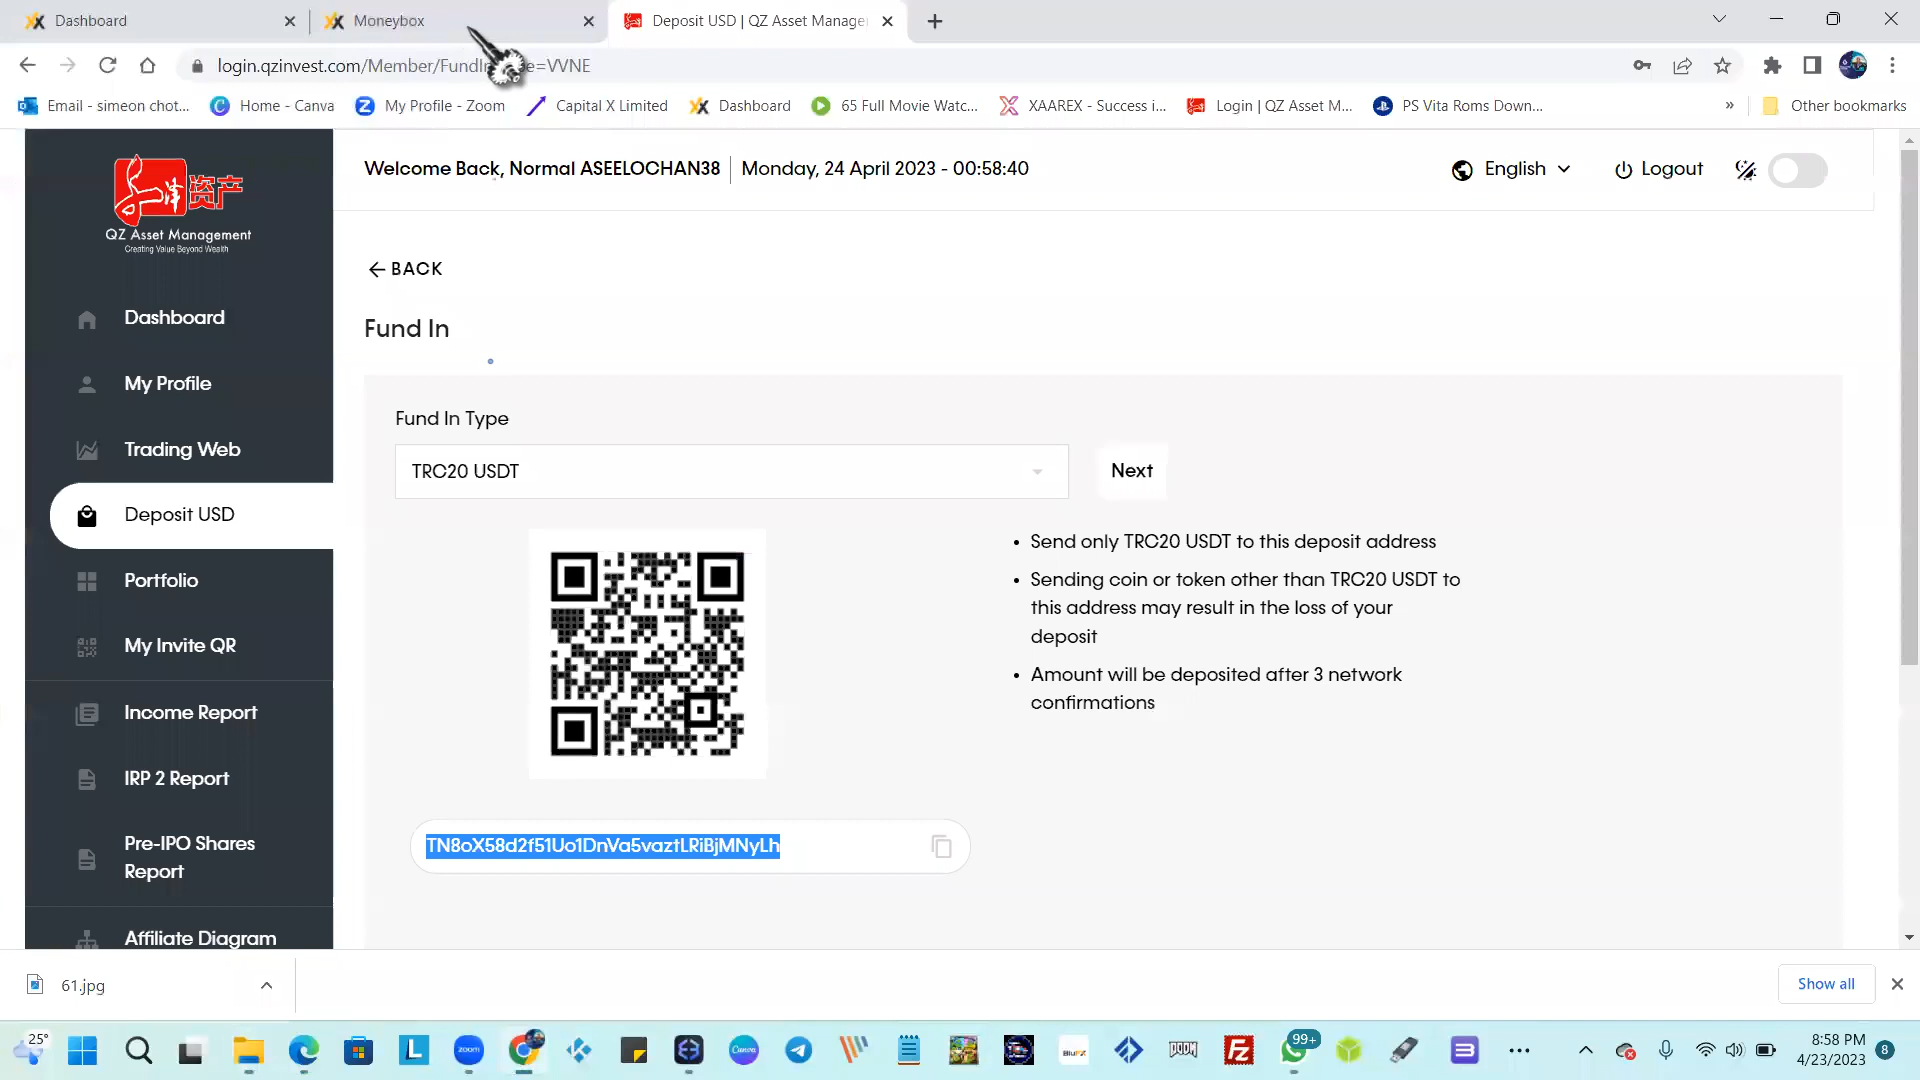 Dashboard
Moneybox
Deposit USD | QZ Asset Manage
login.qzinvest.com/Member/FundIn
e=VVNE
Email - simeon chot...
Home - Canva
My Profile - Zoom
Capital X Limited
Dashboard
65 Full Movie Watc...
XAAREX - Success i...
Login | QZ Asset M...
PS Vita Roms Down...
»
Other bookmarks
资产
QZ Asset Management
Creating Value Beyond Wealth
Welcome Back, Normal ASEELOCHAN38
Monday, 24 April 2023 - 00:58:40
English
Logout
BACK
Fund In
Dashboard
My Profile
Trading Web
Deposit USD
Portfolio
My Invite QR
Income Report
IRP 2 Report
Pre-IPO Shares
Report
Affiliate Diagram
Fund In Type
TRC20 USDT
Next
• Send only TRC20 USDT to this deposit address
• Sending coin or token other than TRC20 USDT to
this address may result in the loss of your
deposit
• Amount will be deposited after 3 network
confirmations
TN8oX58d2f51Uo1DnVa5vaztLRiBjMNyLh
61.jpg
Show all
25°
L
zoom
Canva
BluFX
DOOM
FZ
99+
8:58 PM
4/23/2023
8